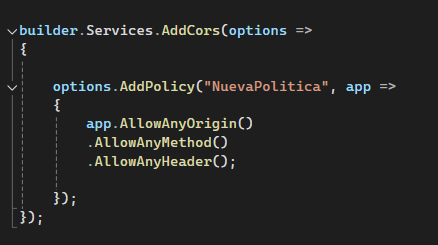 builder.Services.AddCors(options =>
{
options.AddPolicy("NuevaPolitica", app =>
{
app.AllowAnyOrigin()
.AllowAnyMethod()
.AllowAnyHeader();
});
});